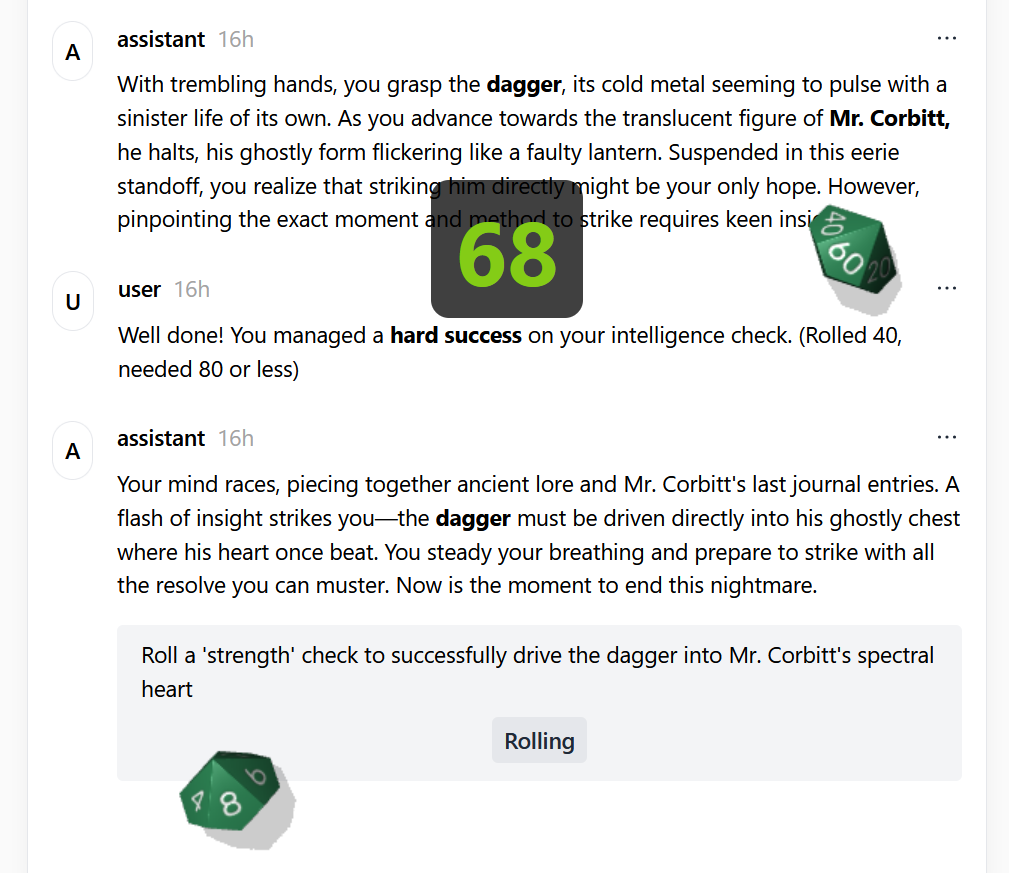 A
assistant 16h
With trembling hands, you grasp the dagger, its cold metal seeming to pulse with a
sinister life of its own. As you advance towards the translucent figure of Mr. Corbitt,
he halts, his ghostly form flickering like a faulty lantern. Suspended in this eerie
standoff, you realize that striking him directly might be your only hope. However,
pinpointing the exact moment and method to strike requires keen
68
40
60
20
U
user 16h
Well done! You managed a hard success on your intelligence check. (Rolled 40,
needed 80 or less)
A
assistant 16h
Your mind races, piecing together ancient lore and Mr. Corbitt's last journal entries. A
flash of insight strikes you—the dagger must be driven directly into his ghostly chest
where his heart once beat. You steady your breathing and prepare to strike with all
the resolve you can muster. Now is the moment to end this nightmare.
Roll a 'strength' check to successfully drive the dagger into Mr. Corbitt's spectral
heart
Rolling
4
8